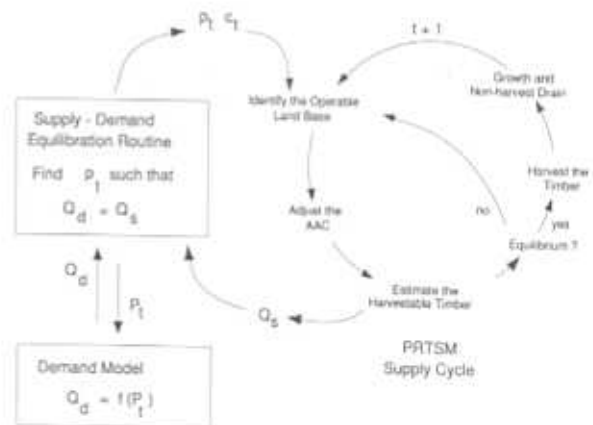 P_t c_t
t + 1
Growth and
Non-harvest Drain
Identify the Operable
Land Base
Supply - Demand
Equilibration Routine
Find P_t such that
Q_d = Q_s
Harvest the
Timber
Adjust the
AAC
no
yes
Equilibrium ?
Estimate the
Harvestable Timber
Q_d
P_t
Q_s
PRTSM
Supply Cycle
Demand Model
Q_d = f(P_t)